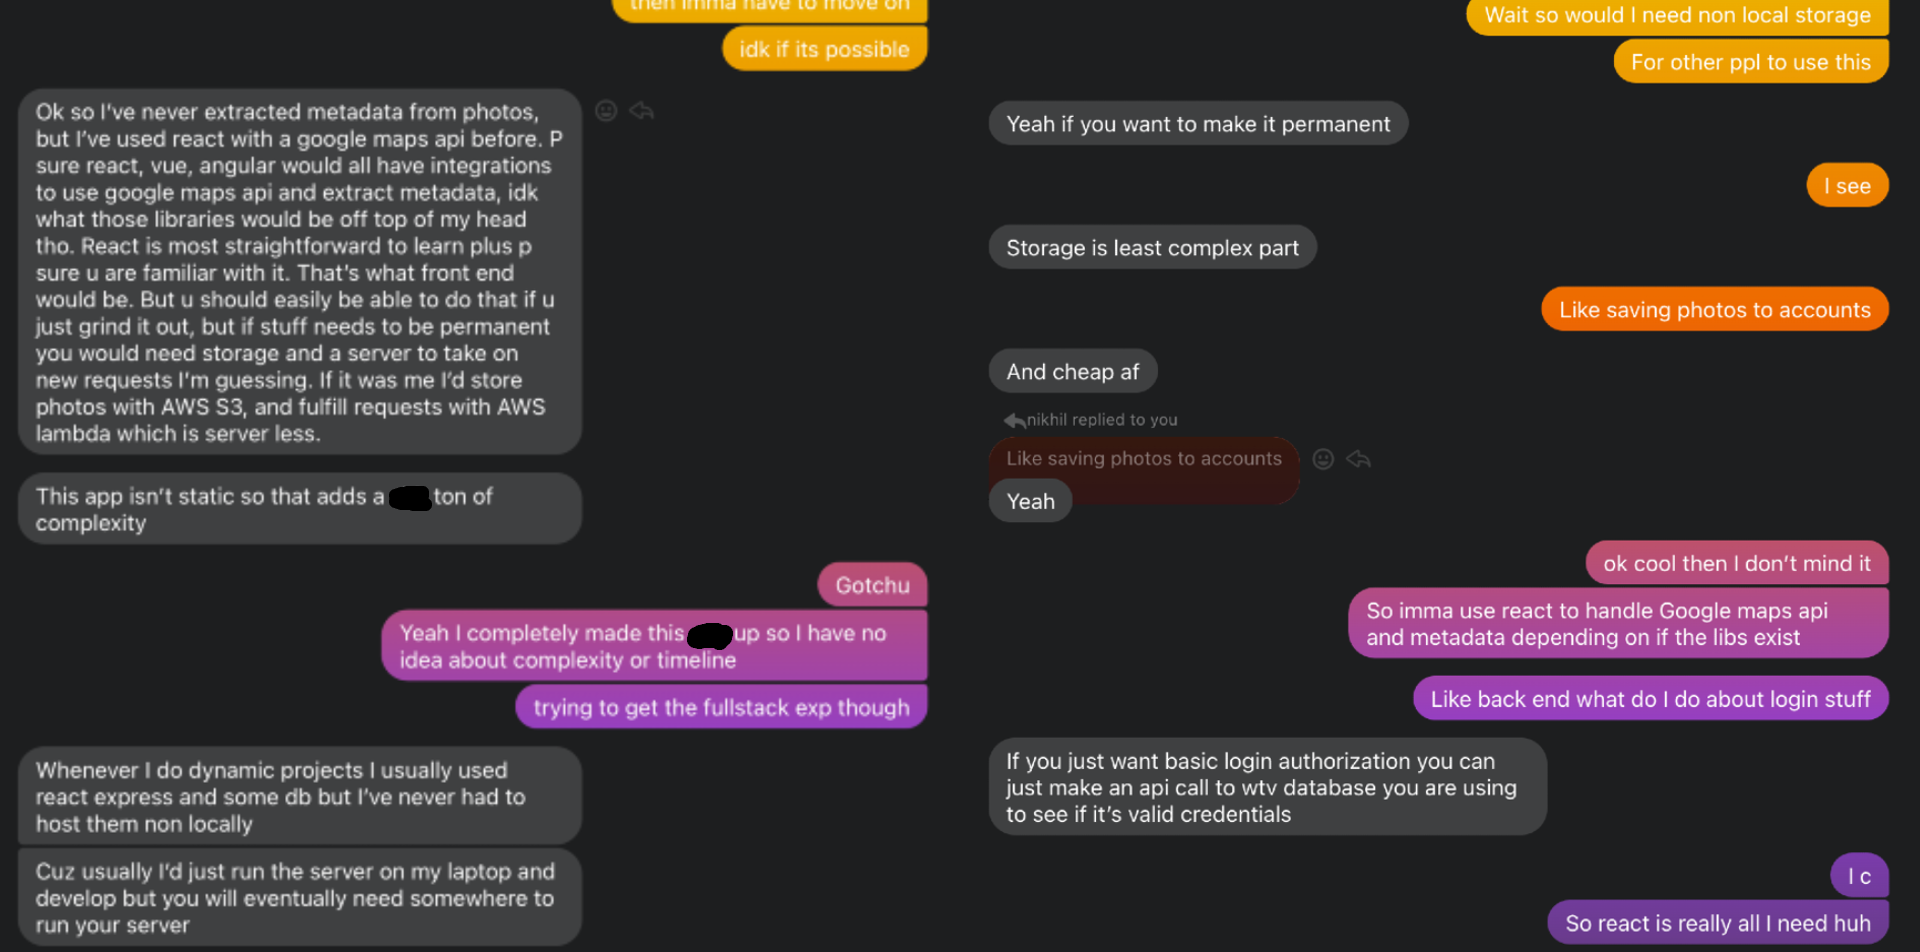 then imma have to move on
idk if its possible
Ok so I've never extracted metadata from photos,
but I've used react with a google maps api before. P
sure react, vue, angular would all have integrations
to use google maps api and extract metadata, idk
what those libraries would be off top of my head
tho. React is most straightforward to learn plus p
sure u are familiar with it. That's what front end
would be. But u should easily be able to do that if u
just grind it out, but if stuff needs to be permanent
you would need storage and a server to take on
new requests I'm guessing. If it was me I'd store
photos with AWS S3, and fulfill requests with AWS
lambda which is server less.
This app isn't static so that adds a ton of
complexity
Gotchu
Yeah I completely made this up so I have no
idea about complexity or timeline
trying to get the fullstack exp though
Whenever I do dynamic projects I usually used
react express and some db but I've never had to
host them non locally
Cuz usually I'd just run the server on my laptop and
develop but you will eventually need somewhere to
run your server
Wait so would I need non local storage
For other ppl to use this
Yeah if you want to make it permanent
I see
Storage is least complex part
Like saving photos to accounts
And cheap af
nikhil replied to you
Like saving photos to accounts
Yeah
ok cool then I don't mind it
So imma use react to handle Google maps api
and metadata depending on if the libs exist
Like back end what do I do about login stuff
If you just want basic login authorization you can
just make an api call to wtv database you are using
to see if it's valid credentials
I c
So react is really all I need huh